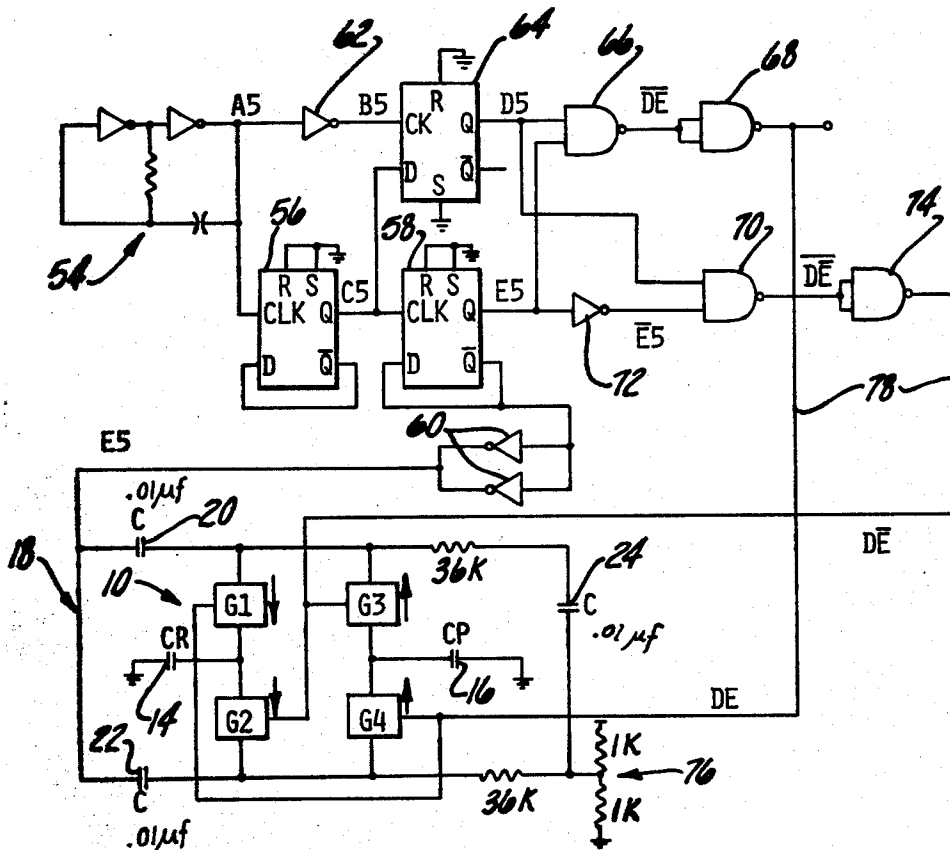 62
64
66
68
A5
B5
R
CK
Q
D5
D̅E̅
D
Q̅
S
54
56
R S
C5
CLK Q
D Q̅
58
R S
E5
CLK Q
D Q̅
70
74
DE̅ (overlined)
E̅5
72
78
60
E5
.01µf
C
20
18
10
36K
24
C
.01µf
DE̅
G1
G3
CR
CP
14
16
G2
G4
DE
22
C
.01µf
36K
1K
76
1K